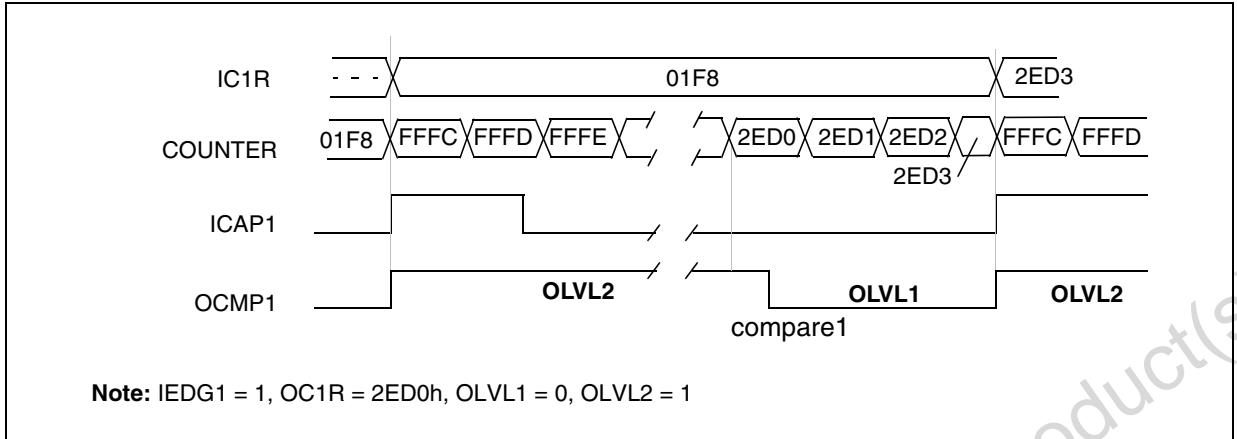 IC1R - - - 01F8 2ED3
COUNTER 01F8 FFFC FFFD FFFE 2ED0 2ED1 2ED2 FFFC FFFD
2ED3
ICAP1
OCMP1 OLVL2 OLVL1 OLVL2
compare1
Note: IEDG1 = 1, OC1R = 2ED0h, OLVL1 = 0, OLVL2 = 1